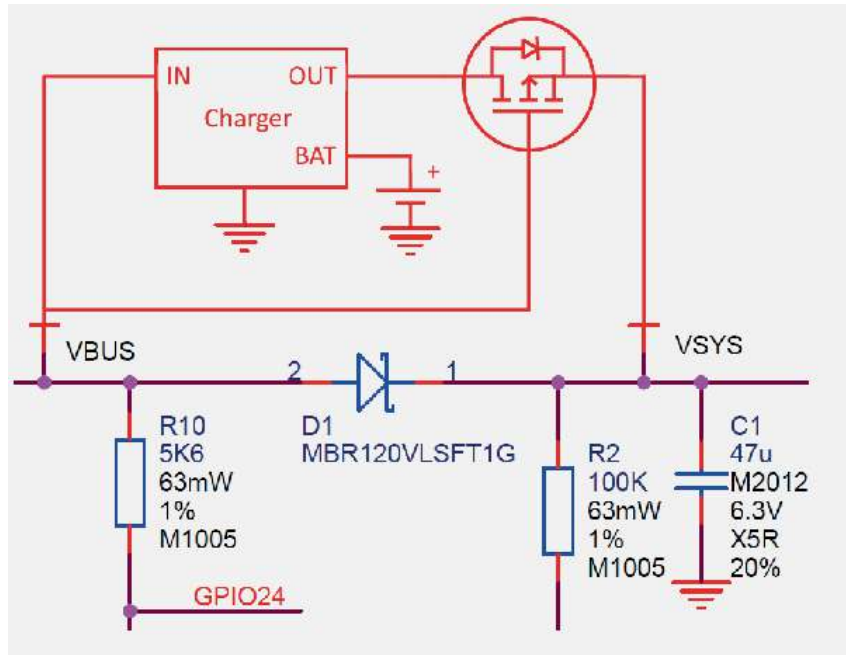 IN
OUT
Charger
BAT
+
VBUS
VSYS
2
1
R10
5K6
63mW
1%
M1005
D1
MBR120VLSFT1G
R2
100K
63mW
1%
M1005
C1
47u
M2012
6.3V
X5R
20%
GPIO24